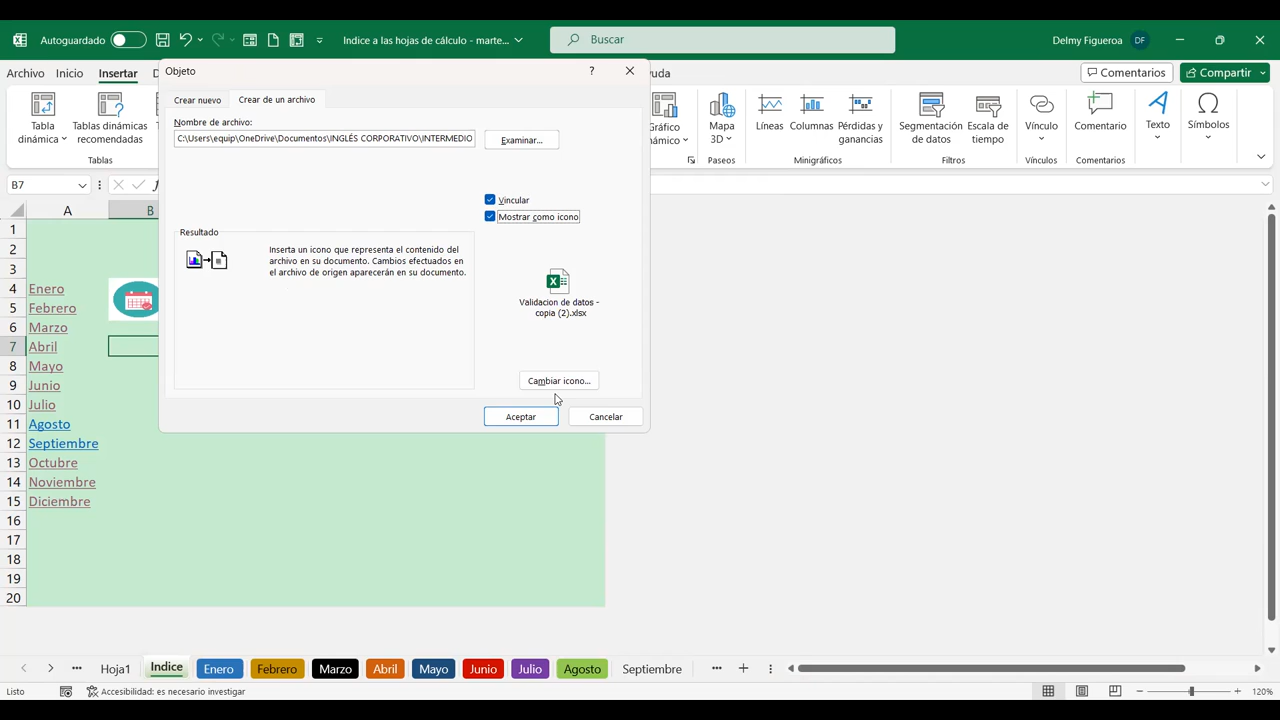 Autoguardado
Indice a las hojas de cálculo - marte...
Buscar
Delmy Figueroa
DF
Archivo
Inicio
Insertar
D
yuda
Comentarios
Compartir
Tabla
dinámica
Tablas dinámicas
recomendadas
Tablas
Gráfico
inámico
Mapa
3D
Paseos
Líneas
Columnas
Pérdidas y
ganancias
Minigráficos
Segmentación
de datos
Escala de
tiempo
Filtros
Vínculo
Vínculos
Comentario
Comentarios
Texto
Símbolos
Objeto
?
Crear nuevo
Crear de un archivo
Nombre de archivo:
C:\Users\equip\OneDrive\Documentos\INGLÉS CORPORATIVO\INTERMEDIO
Examinar...
Vincular
Mostrar como icono
Resultado
Inserta un icono que representa el contenido del
archivo en su documento. Cambios efectuados en
el archivo de origen aparecerán en su documento.
Validacion de datos -
copia (2).xlsx
Cambiar icono...
Aceptar
Cancelar
B7
A
B
1
2
3
4 Enero
5 Febrero
6 Marzo
7 Abril
8 Mayo
9 Junio
10 Julio
11 Agosto
12 Septiembre
13 Octubre
14 Noviembre
15 Diciembre
16
17
18
19
20
Hoja1
Indice
Enero
Febrero
Marzo
Abril
Mayo
Junio
Julio
Agosto
Septiembre
Listo
Accesibilidad: es necesario investigar
120%